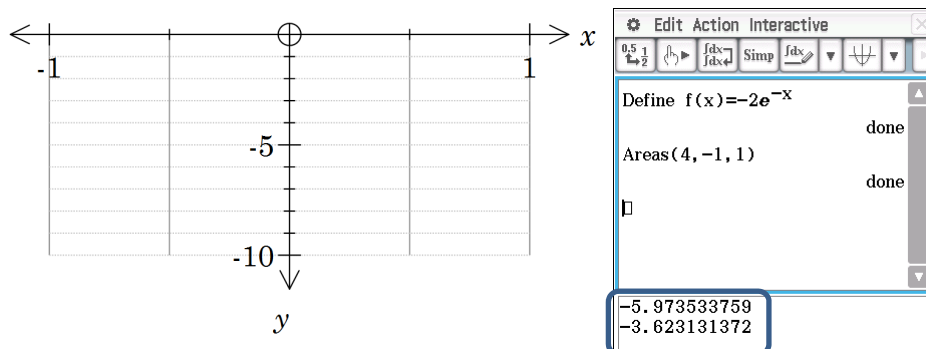 x
-1
1
-5
-10
y
Edit Action Interactive
0.5 1 2
∫dx ∫dx Simp ∫dx
Define f(x)=-2e^-x
done
Areas(4,-1,1)
done
-5.973533759
-3.623131372